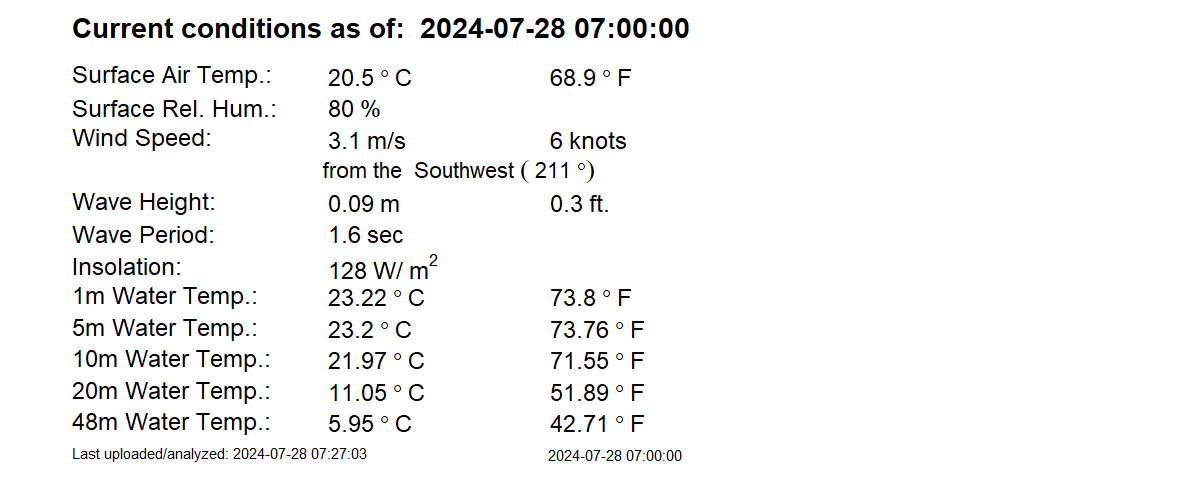 Current conditions as of: 2024-07-28 07:00:00
Surface Air Temp.: 20.5 ° C 68.9 ° F
Surface Rel. Hum.: 80 %
Wind Speed: 3.1 m/s 6 knots
from the Southwest ( 211 °)
Wave Height: 0.09 m 0.3 ft.
Wave Period: 1.6 sec
Insolation: 128 W/ m²
1m Water Temp.: 23.22 ° C 73.8 ° F
5m Water Temp.: 23.2 ° C 73.76 ° F
10m Water Temp.: 21.97 ° C 71.55 ° F
20m Water Temp.: 11.05 ° C 51.89 ° F
48m Water Temp.: 5.95 ° C 42.71 ° F
Last uploaded/analyzed: 2024-07-28 07:27:03 2024-07-28 07:00:00